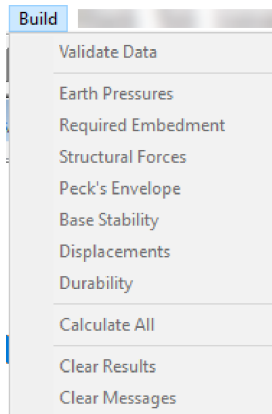 Build
Validate Data
Earth Pressures
Required Embedment
Structural Forces
Peck's Envelope
Base Stability
Displacements
Durability
Calculate All
Clear Results
Clear Messages